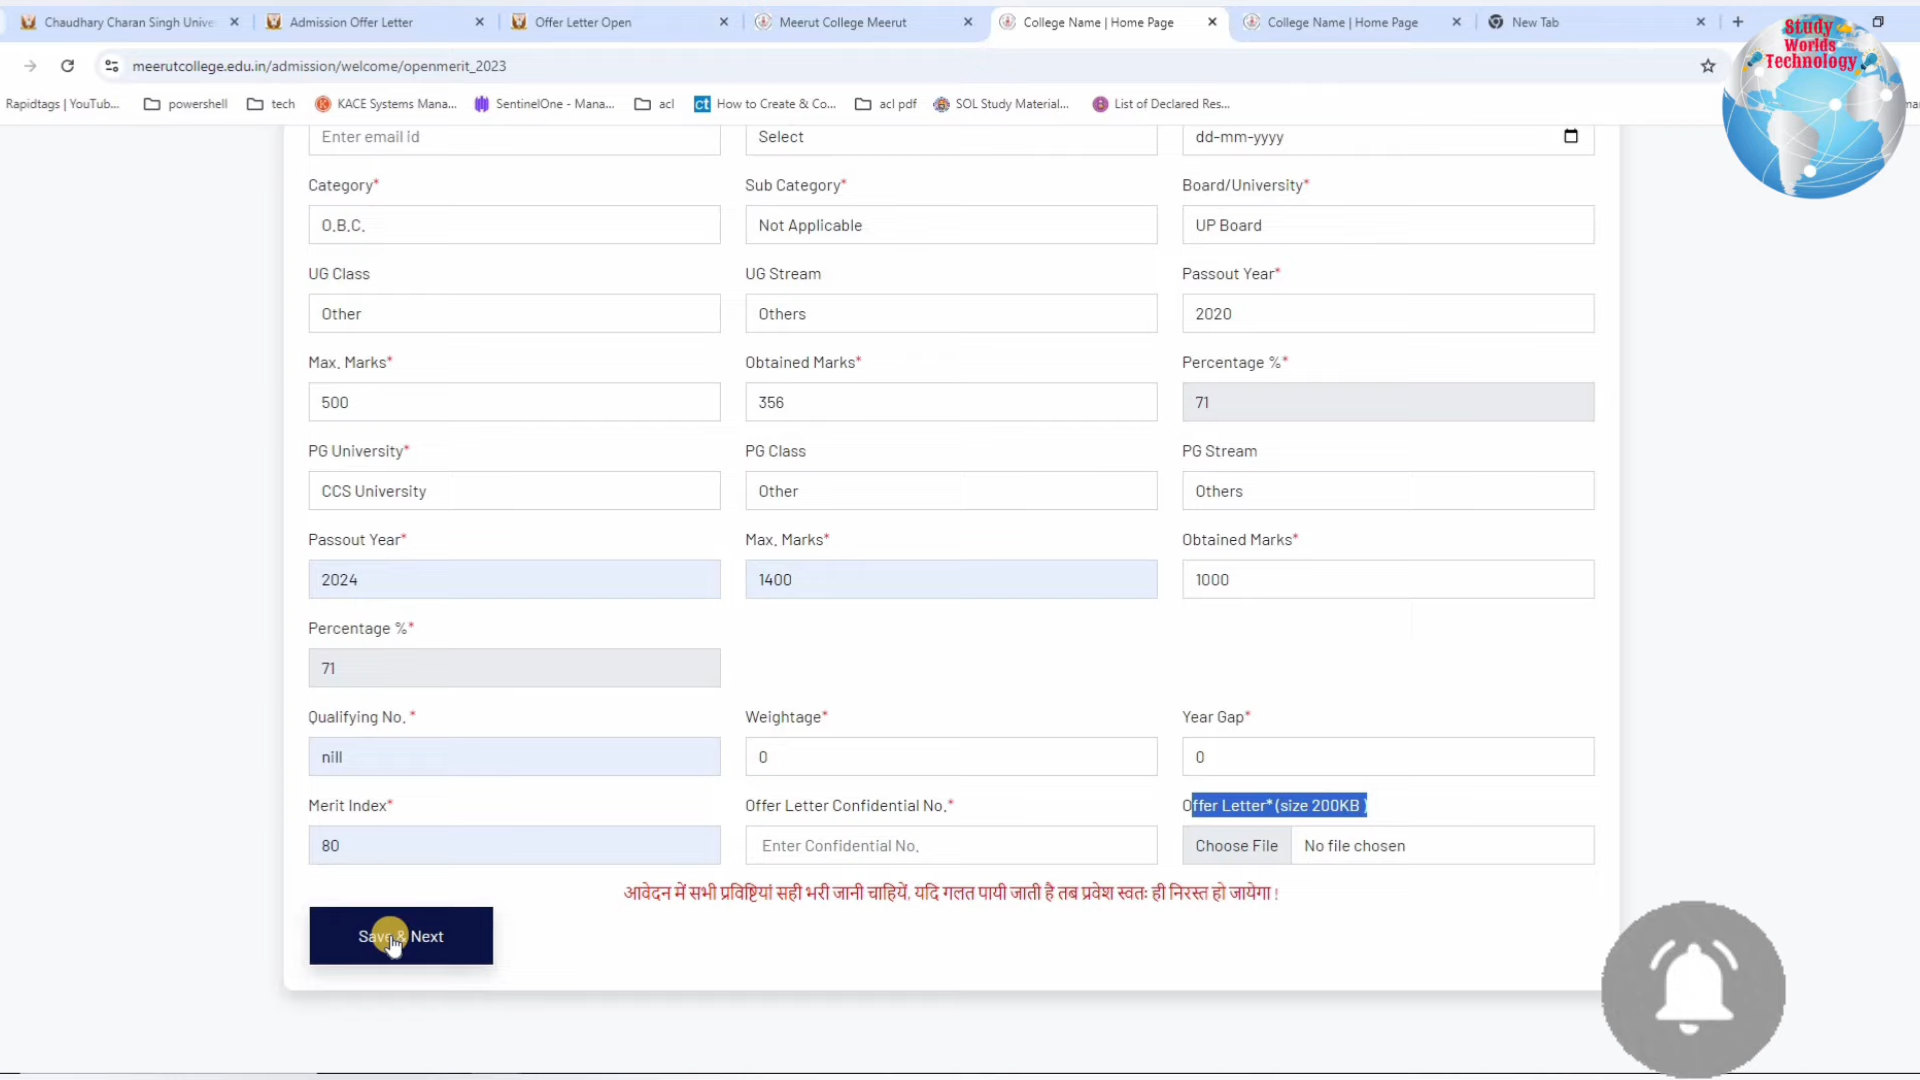 Chaudhary Charan Singh Unive
Admission Offer Letter
Offer Letter Open
Meerut College Meerut
College Name | Home Page
College Name | Home Page
New Tab
Study
Worlds
Technology
meerutcollege.edu.in/admission/welcome/openmerit_2023
Rapidtags | YouTub...
powershell
tech
KACE Systems Mana...
SentinelOne - Mana...
acl
ct How to Create & Co...
acl pdf
SOL Study Material...
List of Declared Res...
Enter email id
Select
dd-mm-yyyy
Category*
Sub Category*
Board/University*
O.B.C.
Not Applicable
UP Board
UG Class
UG Stream
Passout Year*
Other
Others
2020
Max. Marks*
Obtained Marks*
Percentage %*
500
356
71
PG University*
PG Class
PG Stream
CCS University
Other
Others
Passout Year*
Max. Marks*
Obtained Marks*
2024
1400
1000
Percentage %*
71
Qualifying No. *
Weightage*
Year Gap*
nill
0
0
Merit Index*
Offer Letter Confidential No.*
Offer Letter* (size 200KB )
80
Enter Confidential No.
Choose File
No file chosen
आवेदन में सभी प्रविष्टियां सही भरी जानी चाहियें, यदि गलत पायी जाती है तब प्रवेश स्वतः ही निरस्त हो जायेगा !
Save & Next